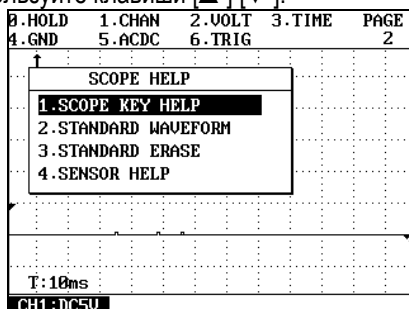 клавиши [▲] [▼].
0.HOLD 1.CHAN 2.VOLT 3.TIME PAGE
4.GND 5.ACDC 6.TRIG 2
SCOPE HELP
1.SCOPE KEY HELP
2.STANDARD WAVEFORM
3.STANDARD ERASE
4.SENSOR HELP
T:10ms
CH1:DC5V